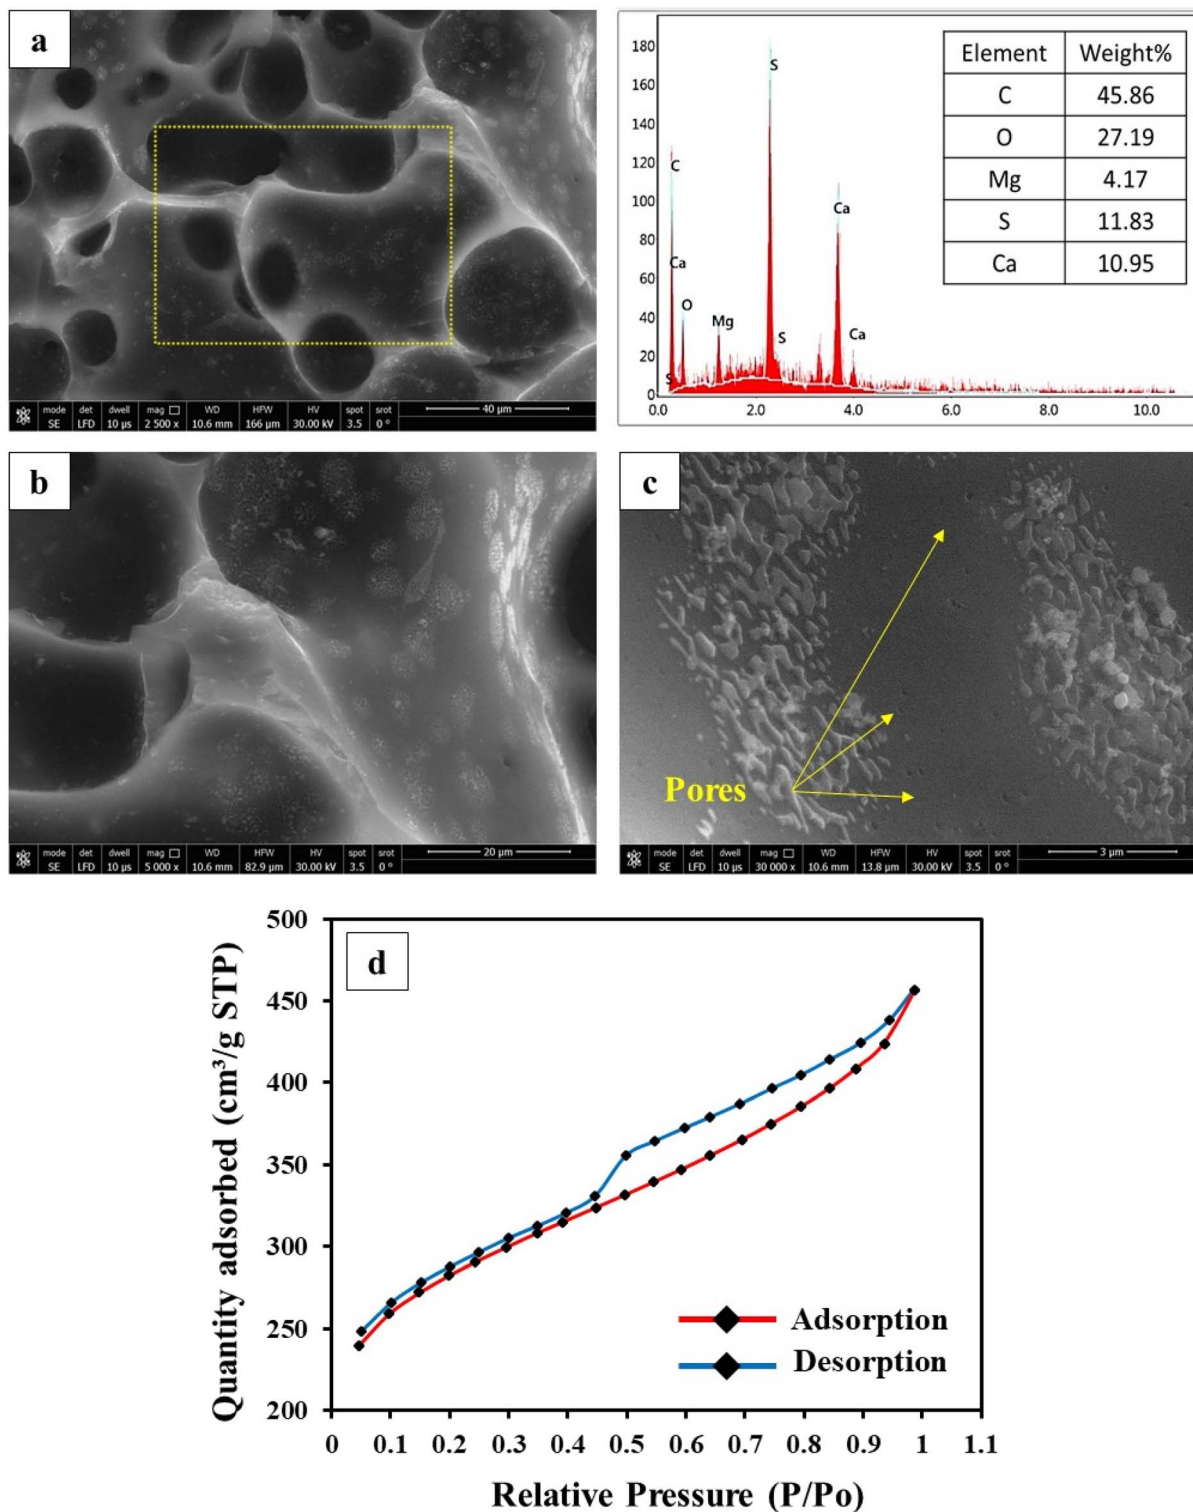 a
mode det dwell mag WD HFW HV spot srot 40 µm
SE LFD 10 µs 2 500 x 10.6 mm 166 µm 30.00 kV 3.5 0 °
180
160
140
120
100
80
60
40
20
0
0.0 2.0 4.0 6.0 8.0 10.0
S
C
Ca
Ca
O
Mg
S
Ca
S
Element Weight%
C 45.86
O 27.19
Mg 4.17
S 11.83
Ca 10.95
b
mode det dwell mag WD HFW HV spot srot 20 µm
SE LFD 10 µs 5 000 x 10.6 mm 82.9 µm 30.00 kV 3.5 0 °
c
Pores
mode det dwell mag WD HFW HV spot srot 3 µm
SE LFD 10 µs 30 000 x 10.6 mm 13.8 µm 30.00 kV 3.5 0 °
d
Quantity adsorbed (cm³/g STP)
500
450
400
350
300
250
200
Adsorption
Desorption
0 0.1 0.2 0.3 0.4 0.5 0.6 0.7 0.8 0.9 1 1.1
Relative Pressure (P/Po)